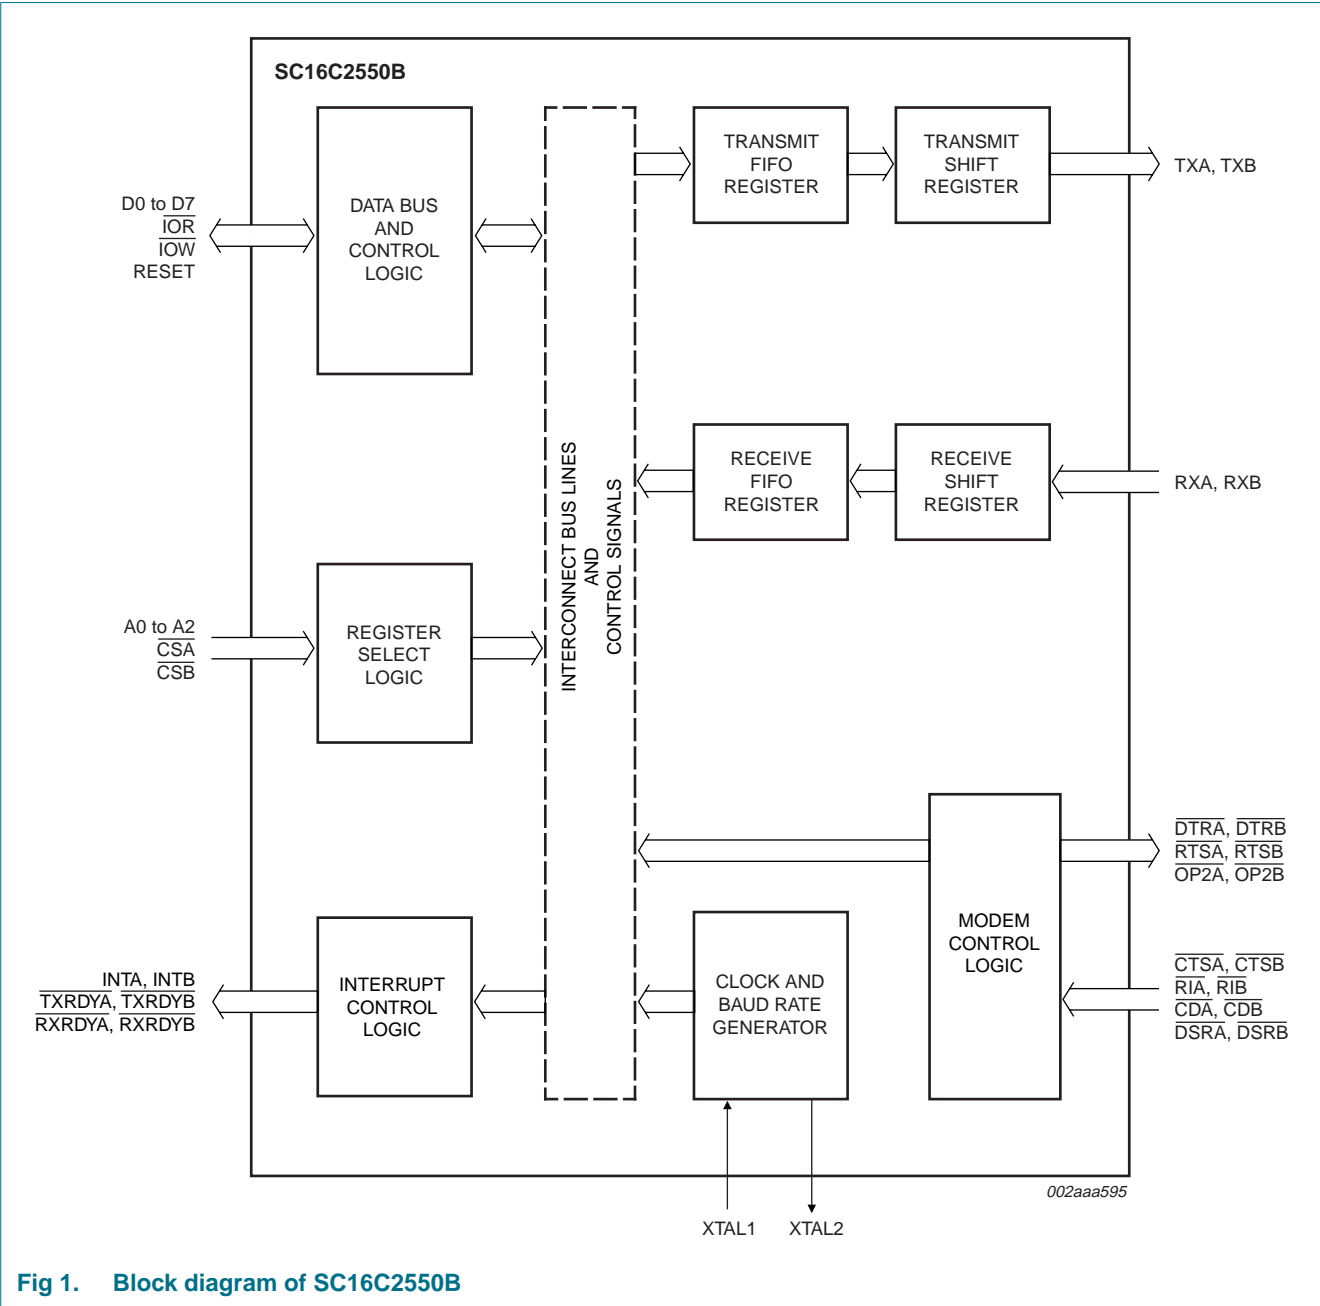 SC16C2550B
D0 to D7
IOR
IOW
RESET
DATA BUS
AND
CONTROL
LOGIC
TRANSMIT
FIFO
REGISTER
TRANSMIT
SHIFT
REGISTER
TXA, TXB
INTERCONNECT BUS LINES
AND
CONTROL SIGNALS
RECEIVE
FIFO
REGISTER
RECEIVE
SHIFT
REGISTER
RXA, RXB
A0 to A2
CSA
CSB
REGISTER
SELECT
LOGIC
DTRA, DTRB
RTSA, RTSB
OP2A, OP2B
MODEM
CONTROL
LOGIC
CTSA, CTSB
RIA, RIB
CDA, CDB
DSRA, DSRB
INTA, INTB
TXRDYA, TXRDYB
RXRDYA, RXRDYB
INTERRUPT
CONTROL
LOGIC
CLOCK AND
BAUD RATE
GENERATOR
002aaa595
XTAL1
XTAL2
Fig 1. Block diagram of SC16C2550B